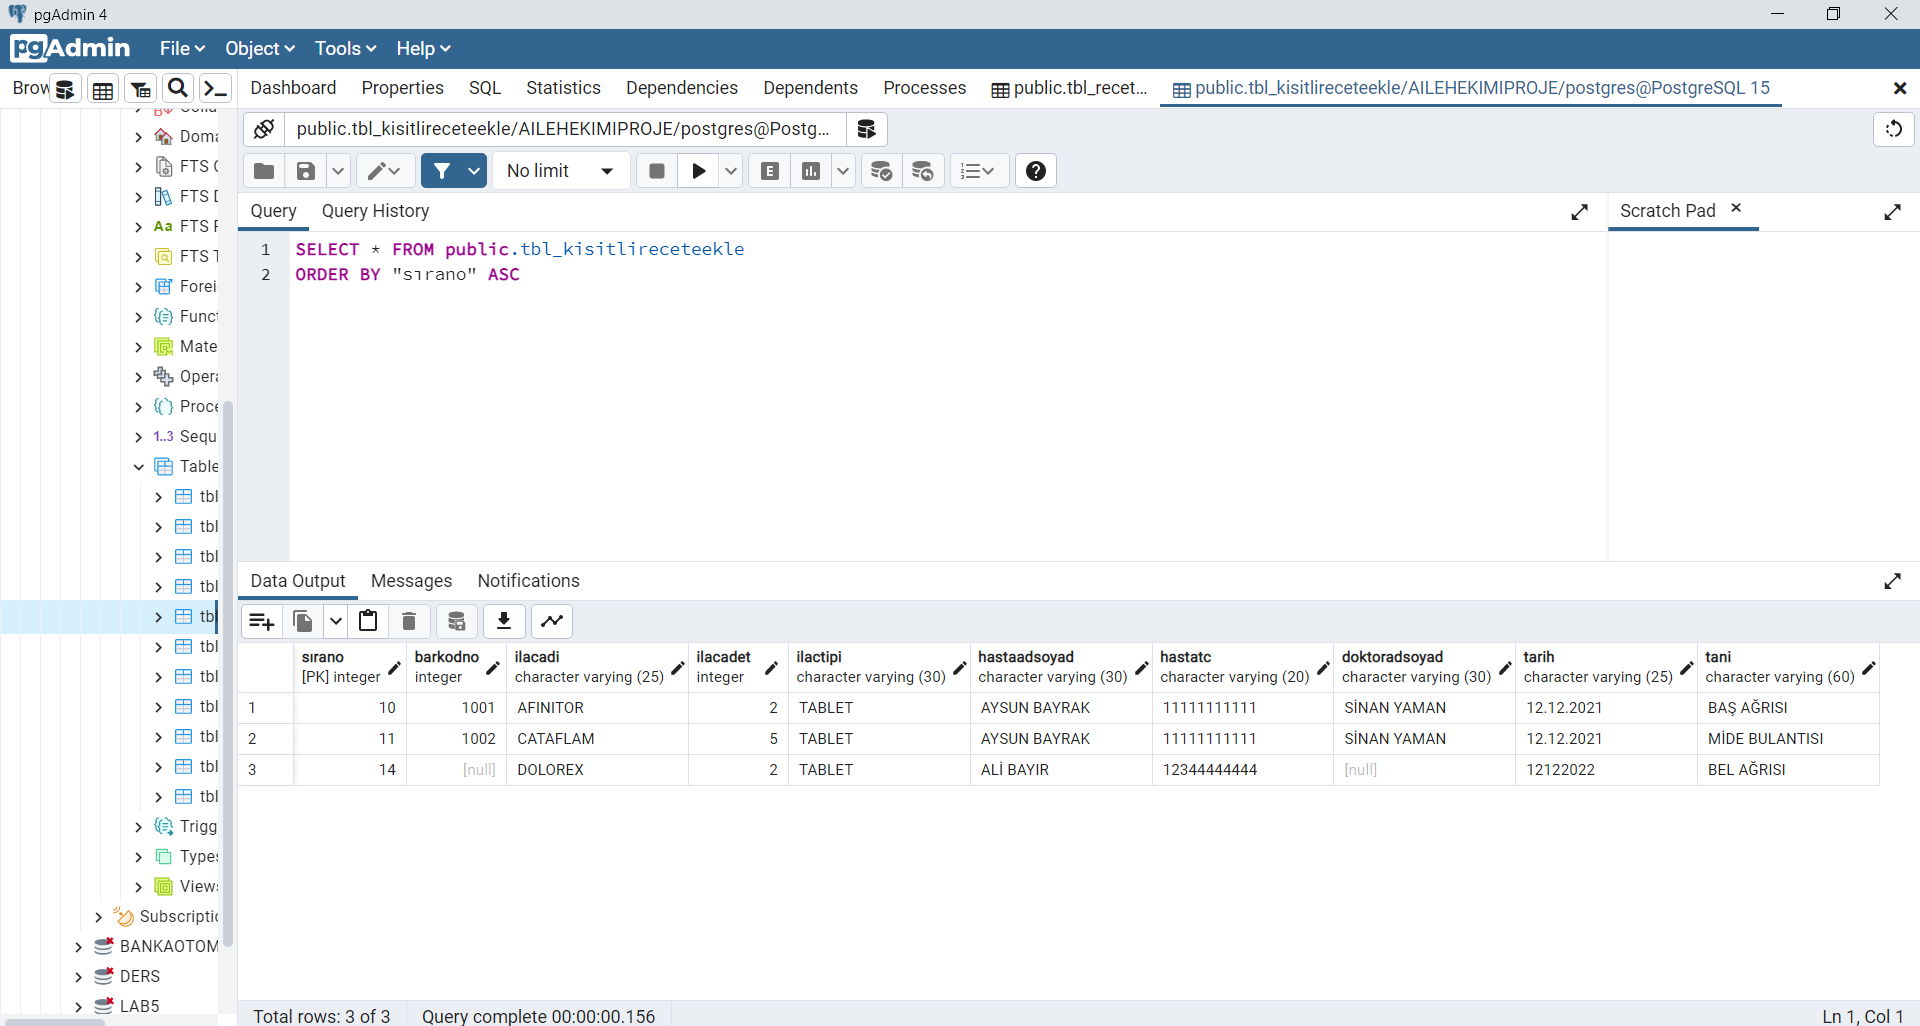 pgAdmin 4
pgAdmin File Object Tools Help
Brow
Dashboard Properties SQL Statistics Dependencies Dependents Processes public.tbl_recet... public.tbl_kisitlireceteekle/AILEHEKIMIPROJE/postgres@PostgreSQL 15
public.tbl_kisitlireceteekle/AILEHEKIMIPROJE/postgres@Postg...
No limit
E
Query Query History
Scratch Pad
1 SELECT * FROM public.tbl_kisitlireceteekle
2 ORDER BY "sırano" ASC
Doma
FTS C
FTS D
Aa FTS P
FTS T
Forei
Funct
Mate
Opera
Proce
1..3 Sequ
Table
tbl
tbl
tbl
tbl
tbl
tbl
tbl
tbl
tbl
tbl
tbl
Trigg
Types
Views
Subscriptio
BANKAOTOM
DERS
LAB5
Data Output Messages Notifications
sırano barkodno ilacadi ilacadet ilactipi hastaadsoyad hastatc doktoradsoyad tarih tani
[PK] integer integer character varying (25) integer character varying (30) character varying (30) character varying (20) character varying (30) character varying (25) character varying (60)
1 10 1001 AFINITOR 2 TABLET AYSUN BAYRAK 11111111111 SİNAN YAMAN 12.12.2021 BAŞ AĞRISI
2 11 1002 CATAFLAM 5 TABLET AYSUN BAYRAK 11111111111 SİNAN YAMAN 12.12.2021 MİDE BULANTISI
3 14 [null] DOLOREX 2 TABLET ALİ BAYIR 12344444444 [null] 12122022 BEL AĞRISI
Total rows: 3 of 3 Query complete 00:00:00.156 Ln 1, Col 1